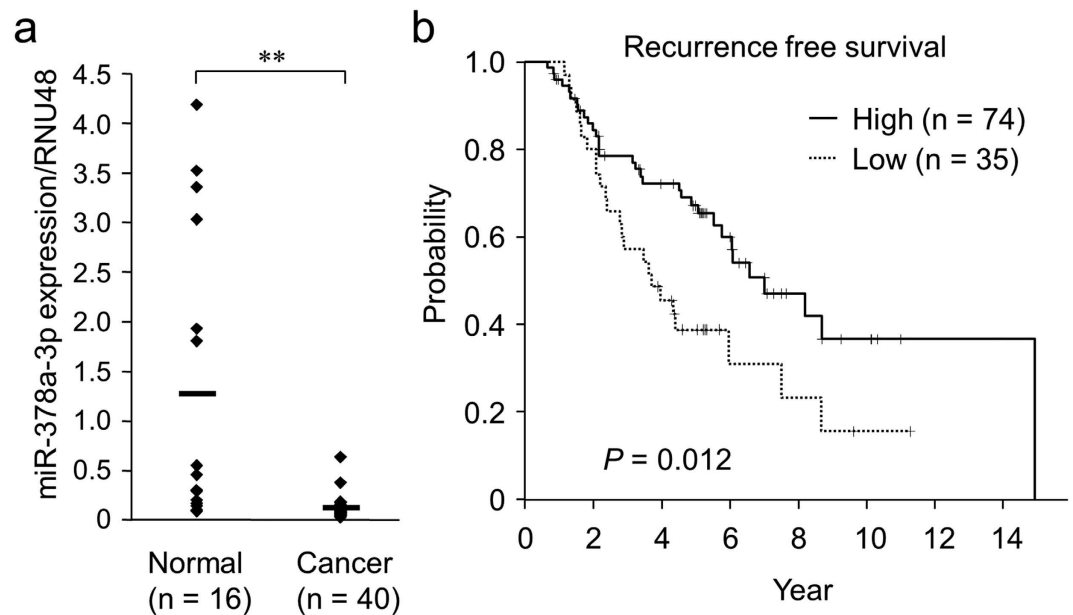 a
**
miR-378a-3p expression/RNU48
4.5
4.0
3.5
3.0
2.5
2.0
1.5
1.0
0.5
0
Normal
(n = 16)
Cancer
(n = 40)
b
Recurrence free survival
High (n = 74)
Low (n = 35)
Probability
1.0
0.8
0.6
0.4
0.2
0
P = 0.012
0 2 4 6 8 10 12 14
Year